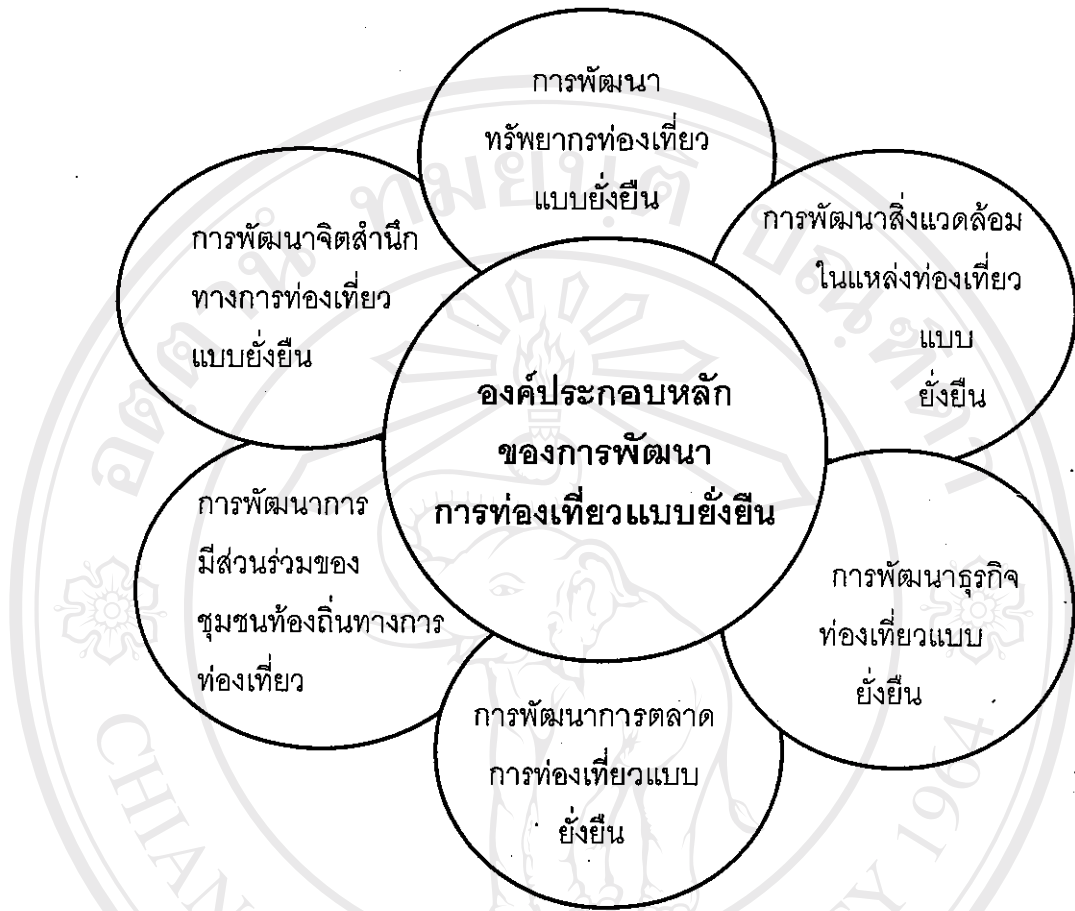 การพัฒนา
ทรัพยากรท่องเที่ยว
แบบยั่งยืน
การพัฒนาสิ่งแวดล้อม
ในแหล่งท่องเที่ยว
แบบ
ยั่งยืน
การพัฒนาจิตสำนึก
ทางการท่องเที่ยว
แบบยั่งยืน
องค์ประกอบหลัก
ของการพัฒนา
การท่องเที่ยวแบบยั่งยืน
การพัฒนาการ
มีส่วนร่วมของ
ชุมชนท้องถิ่นทางการ
ท่องเที่ยว
การพัฒนาธุรกิจ
ท่องเที่ยวแบบ
ยั่งยืน
การพัฒนาการตลาด
การท่องเที่ยวแบบ
ยั่งยืน